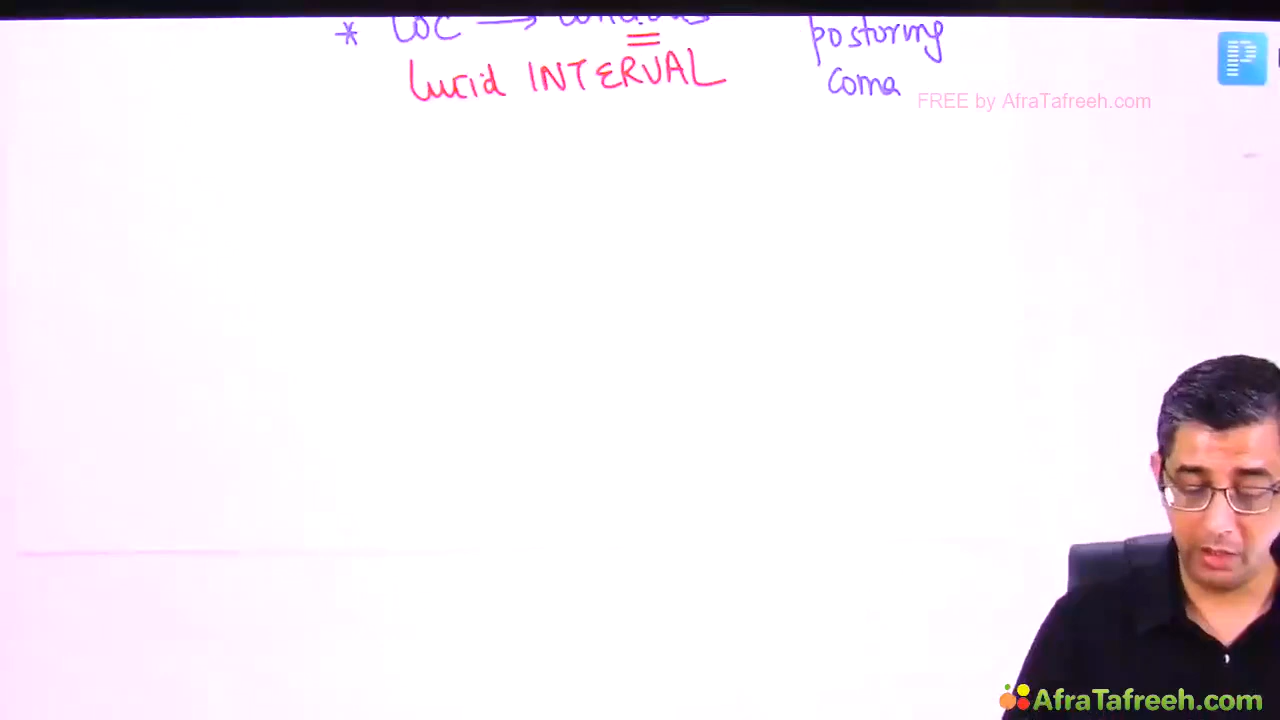 * LOC →
Lucid INTERVAL
posturing
coma
P
FREE by AfraTafreeh.com
AfraTafreeh.com